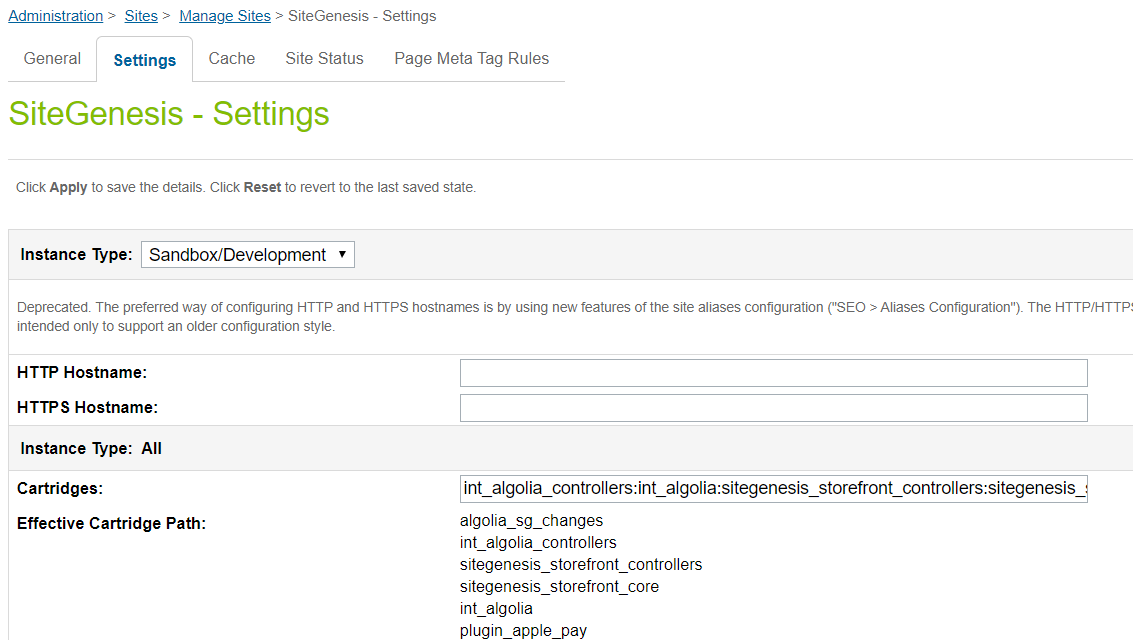 Administration > Sites > Manage Sites > SiteGenesis - Settings
General Settings Cache Site Status Page Meta Tag Rules
SiteGenesis - Settings
Click Apply to save the details. Click Reset to revert to the last saved state.
Instance Type: Sandbox/Development
Deprecated. The preferred way of configuring HTTP and HTTPS hostnames is by using new features of the site aliases configuration ("SEO > Aliases Configuration"). The HTTP/HTTPS
intended only to support an older configuration style.
HTTP Hostname:
HTTPS Hostname:
Instance Type: All
Cartridges: int_algolia_controllers:int_algolia:sitegenesis_storefront_controllers:sitegenesis_s
Effective Cartridge Path: algolia_sg_changes
int_algolia_controllers
sitegenesis_storefront_controllers
sitegenesis_storefront_core
int_algolia
plugin_apple_pay